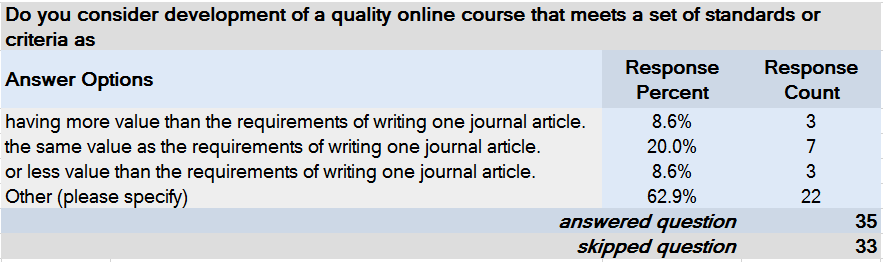 Do you consider development of a quality online course that meets a set of standards or
criteria as
Answer Options Response Percent Response Count
having more value than the requirements of writing one journal article. 8.6% 3
the same value as the requirements of writing one journal article. 20.0% 7
or less value than the requirements of writing one journal article. 8.6% 3
Other (please specify) 62.9% 22
answered question 35
skipped question 33